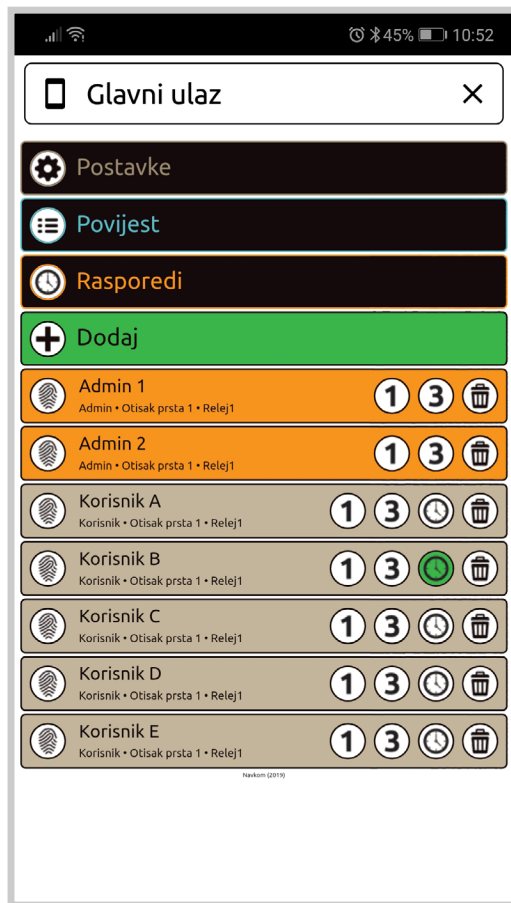 45% 10:52
Glavni ulaz
Postavke
Povijest
Rasporedi
Dodaj
Admin 1
1 3
Admin • Otisak prsta 1 • Relej1
Admin 2
1 3
Admin • Otisak prsta 1 • Relej1
Korisnik A
1 3
Korisnik • Otisak prsta 1 • Relej1
Korisnik B
1 3
Korisnik • Otisak prsta 1 • Relej1
Korisnik C
1 3
Korisnik • Otisak prsta 1 • Relej1
Korisnik D
1 3
Korisnik • Otisak prsta 1 • Relej1
Korisnik E
1 3
Korisnik • Otisak prsta 1 • Relej1
Navkom (2019)